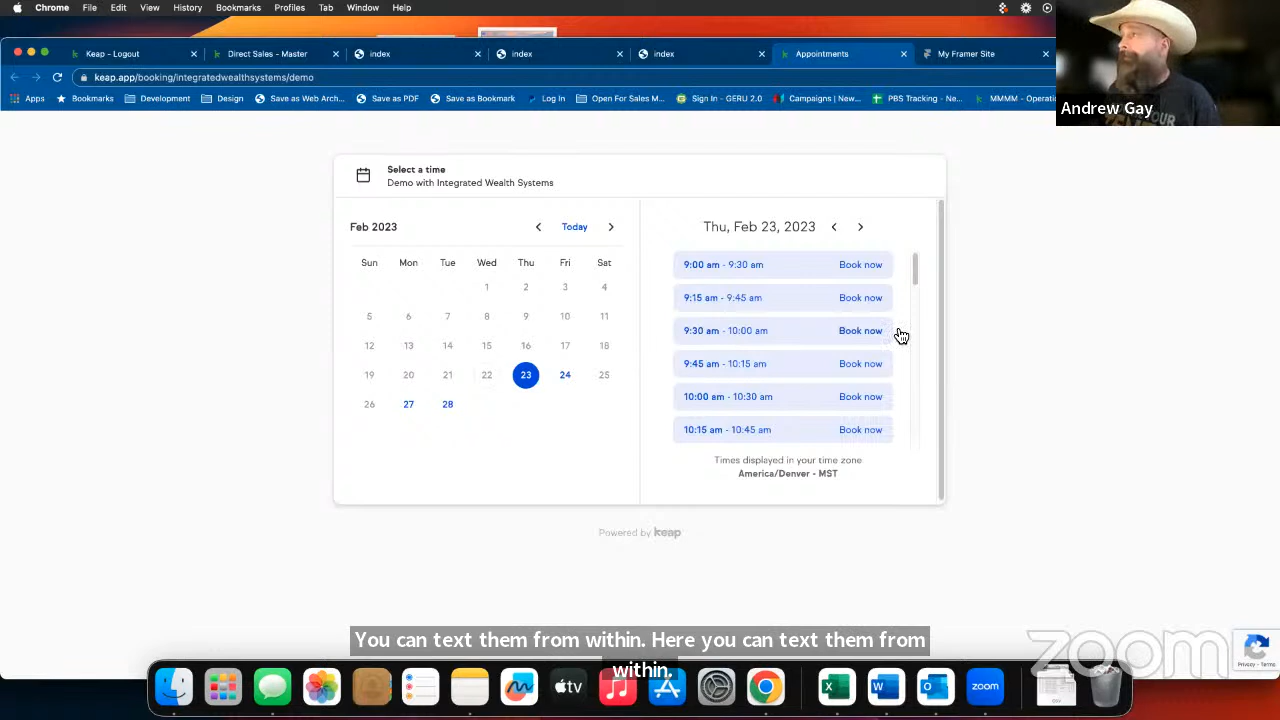 Chrome File Edit View History Bookmarks Profiles Tab Window Help
Keap - Logout Direct Sales - Master index index index Appointments My Framer Site
keap.app/booking/integratedwealthsystems/demo
Apps Bookmarks Development Design Save as Web Arch... Save as PDF Save as Bookmark Log In Open For Sales M... Sign In - GERU 2.0 Campaigns | New... PBS Tracking - Ne... MMMM - Operati
Andrew Gay
Select a time
Demo with Integrated Wealth Systems
Feb 2023 Today
Sun Mon Tue Wed Thu Fri Sat
1 2 3 4
5 6 7 8 9 10 11
12 13 14 15 16 17 18
19 20 21 22 23 24 25
26 27 28
Thu, Feb 23, 2023
9:00 am - 9:30 am Book now
9:15 am - 9:45 am Book now
9:30 am - 10:00 am Book now
9:45 am - 10:15 am Book now
10:00 am - 10:30 am Book now
10:15 am - 10:45 am Book now
Times displayed in your time zone
America/Denver - MST
Powered by keap
You can text them from within. Here you can text them from
within.
zoom
Privacy - Terms
tv
zoom
CSV